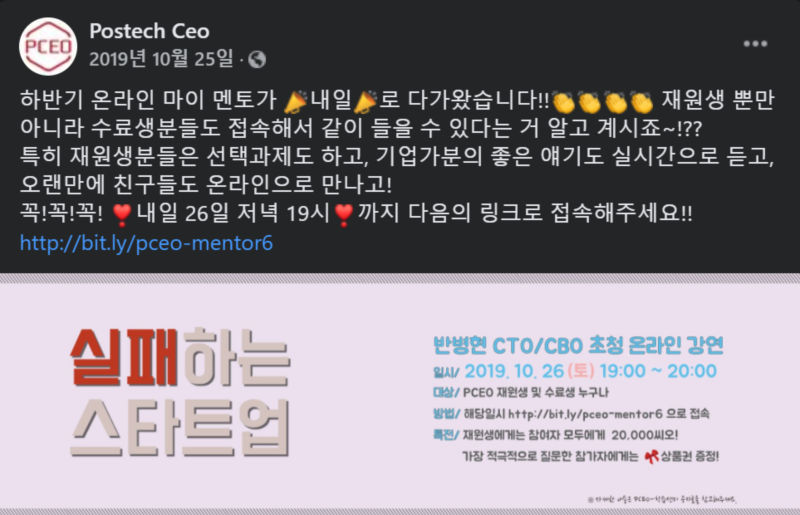 PCEO
Postech Ceo
2019년 10월 25일 ·
하반기 온라인 마이 멘토가 🎉내일🎉로 다가왔습니다!!👏👏👏👏 재원생 뿐만
아니라 수료생분들도 접속해서 같이 들을 수 있다는 거 알고 계시죠~!??
특히 재원생분들은 선택과제도 하고, 기업가분의 좋은 얘기도 실시간으로 듣고,
오랜만에 친구들도 온라인으로 만나고!
꼭!꼭!꼭! ❣️내일 26일 저녁 19시❣️까지 다음의 링크로 접속해주세요!!
http://bit.ly/pceo-mentor6
실패하는
스타트업
반병현 CTO/CBO 초청 온라인 강연
일시/ 2019. 10. 26 (토) 19:00 ~ 20:00
대상/ PCEO 재원생 및 수료생 누구나
방법/ 해당일시 http://bit.ly/pceo-mentor6 으로 접속
특전/ 재원생에게는 참여자 모두에게 20.000씨오!
가장 적극적으로 질문한 참가자에게는 상품권 증정!